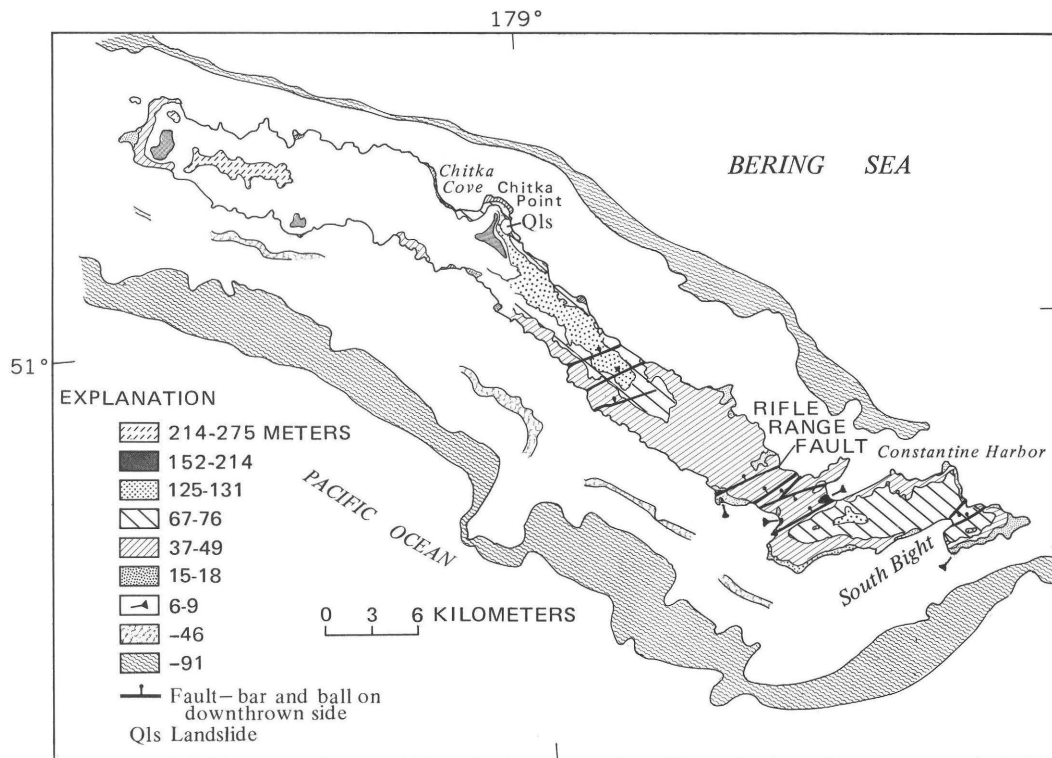 179°
BERING SEA
Chitka
Cove
Chitka
Point
Qls
51°
EXPLANATION
214-275 METERS
152-214
125-131
67-76
37-49
15-18
6-9
-46
-91
Fault-bar and ball on
downthrown side
Qls Landslide
PACIFIC OCEAN
0 3 6 KILOMETERS
RIFLE
RANGE
FAULT
Constantine Harbor
South Bight